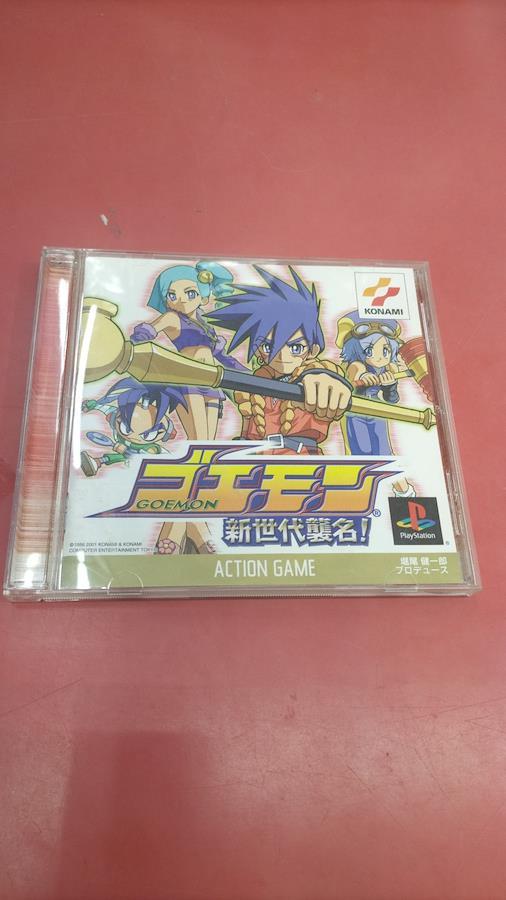 KONAMI
ゴエモン
GOEMON
®
新世代襲名!
©1986 2001 KONAMI & KONAMI
COMPUTER ENTERTAINMENT TOKYO
PlayStation
®
ACTION GAME
堀尾 健一郎
プロデュース